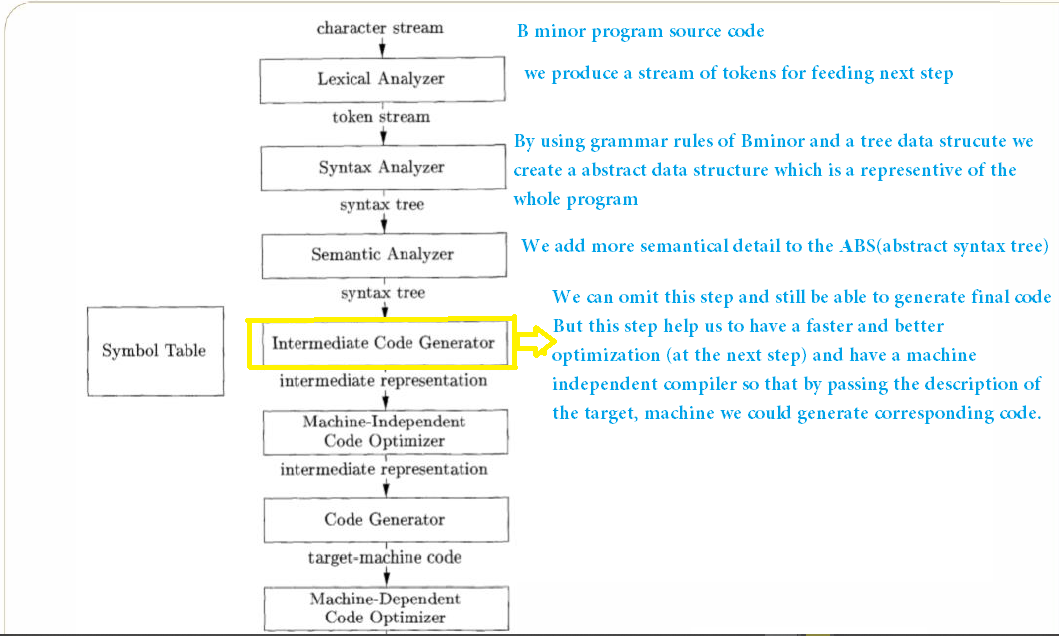 character stream
B minor program source code
Lexical Analyzer
we produce a stream of tokens for feeding next step
token stream
Syntax Analyzer
By using grammar rules of Bminor and a tree data strucute we
create a abstract data structure which is a representive of the
whole program
syntax tree
Semantic Analyzer
We add more semantical detail to the ABS(abstract syntax tree)
syntax tree
Symbol Table
Intermediate Code Generator
We can omit this step and still be able to generate final code
But this step help us to have a faster and better
optimization (at the next step) and have a machine
independent compiler so that by passing the description of
the target, machine we could generate corresponding code.
intermediate representation
Machine-Independent
Code Optimizer
intermediate representation
Code Generator
target-machine code
Machine-Dependent
Code Optimizer